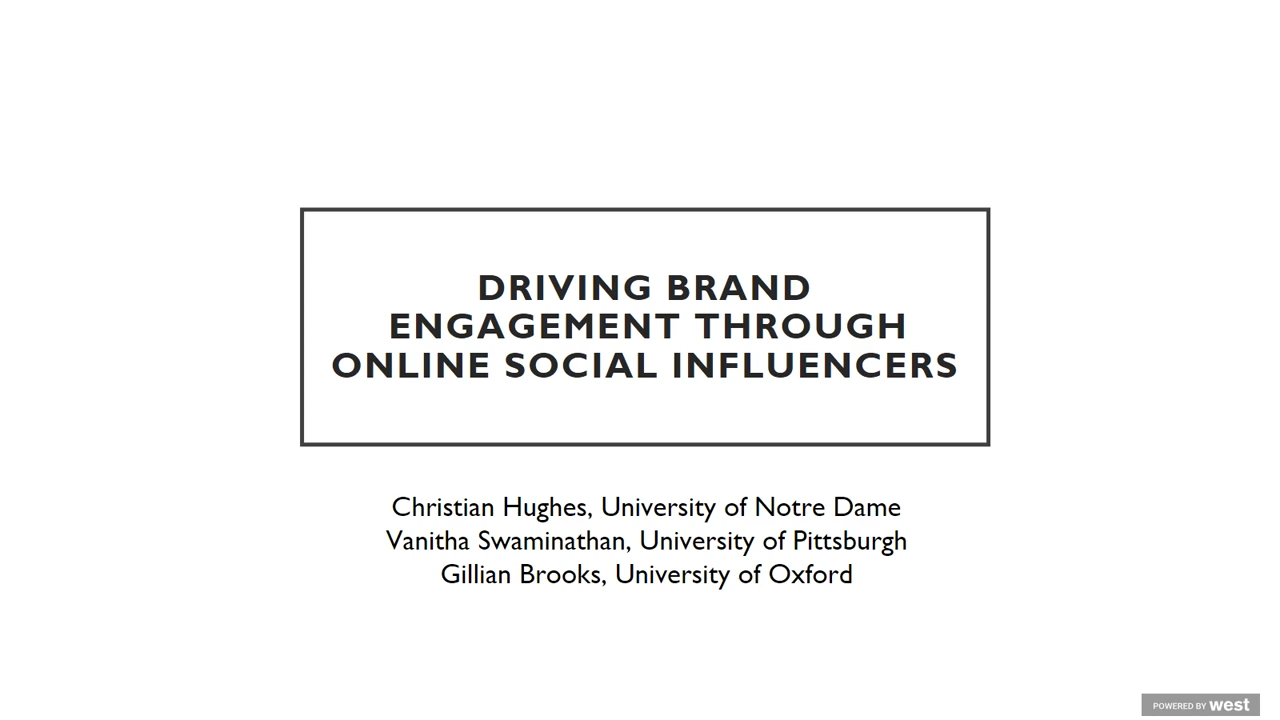 DRIVING BRAND
ENGAGEMENT THROUGH
ONLINE SOCIAL INFLUENCERS
Christian Hughes, University of Notre Dame
Vanitha Swaminathan, University of Pittsburgh
Gillian Brooks, University of Oxford
POWERED BY west